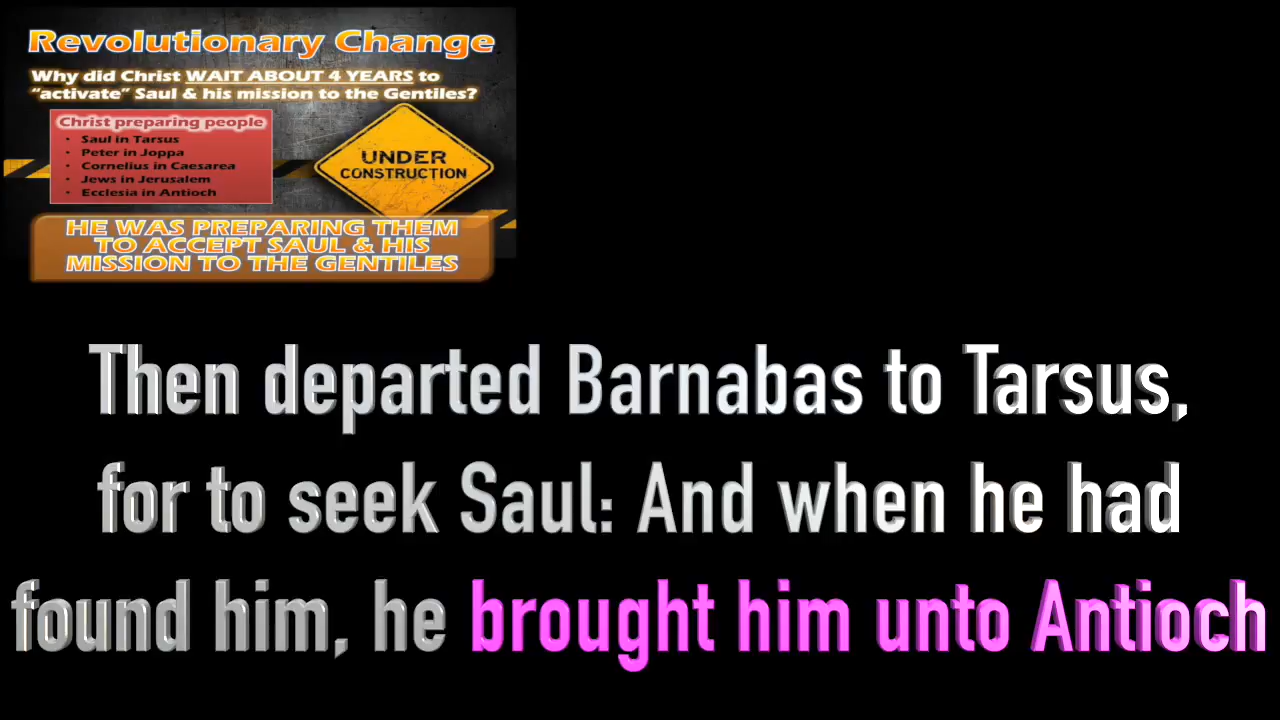 Revolutionary Change
Why did Christ WAIT ABOUT 4 YEARS to
“activate” Saul & his mission to the Gentiles?
Christ preparing people
• Saul in Tarsus
• Peter in Joppa
• Cornelius in Caesarea
• Jews in Jerusalem
• Ecclesia in Antioch
UNDER
CONSTRUCTION
HE WAS PREPARING THEM
TO ACCEPT SAUL & HIS
MISSION TO THE GENTILES
Then departed Barnabas to Tarsus,
for to seek Saul: And when he had
found him, he brought him unto Antioch